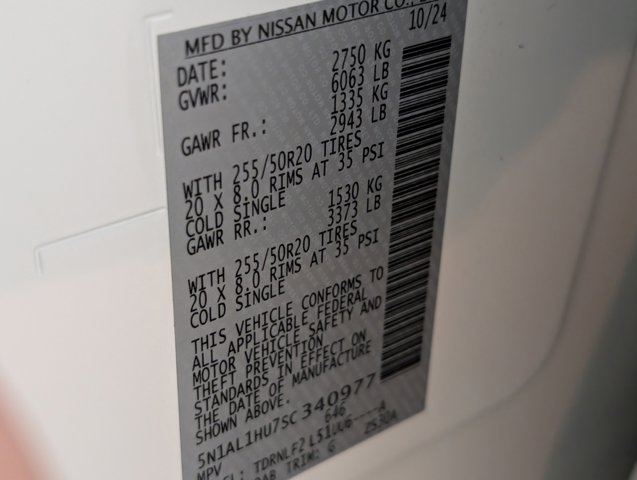 MFD BY NISSAN MOTOR CO.,
DATE: 10/24
GVWR: 2750 KG
6063 LB
GAWR FR.: 1335 KG
2943 LB
WITH 255/50R20 TIRES
20 X 8.0 RIMS AT 35 PSI
COLD SINGLE
GAWR RR.: 1530 KG
3373 LB
WITH 255/50R20 TIRES
20 X 8.0 RIMS AT 35 PSI
COLD SINGLE
THIS VEHICLE CONFORMS TO
ALL APPLICABLE FEDERAL
MOTOR VEHICLE SAFETY AND
THEFT PREVENTION
STANDARDS IN EFFECT ON
THE DATE OF MANUFACTURE
SHOWN ABOVE.
5N1AL1HU7SC340977
MPV 646
TRIM: G 2530A